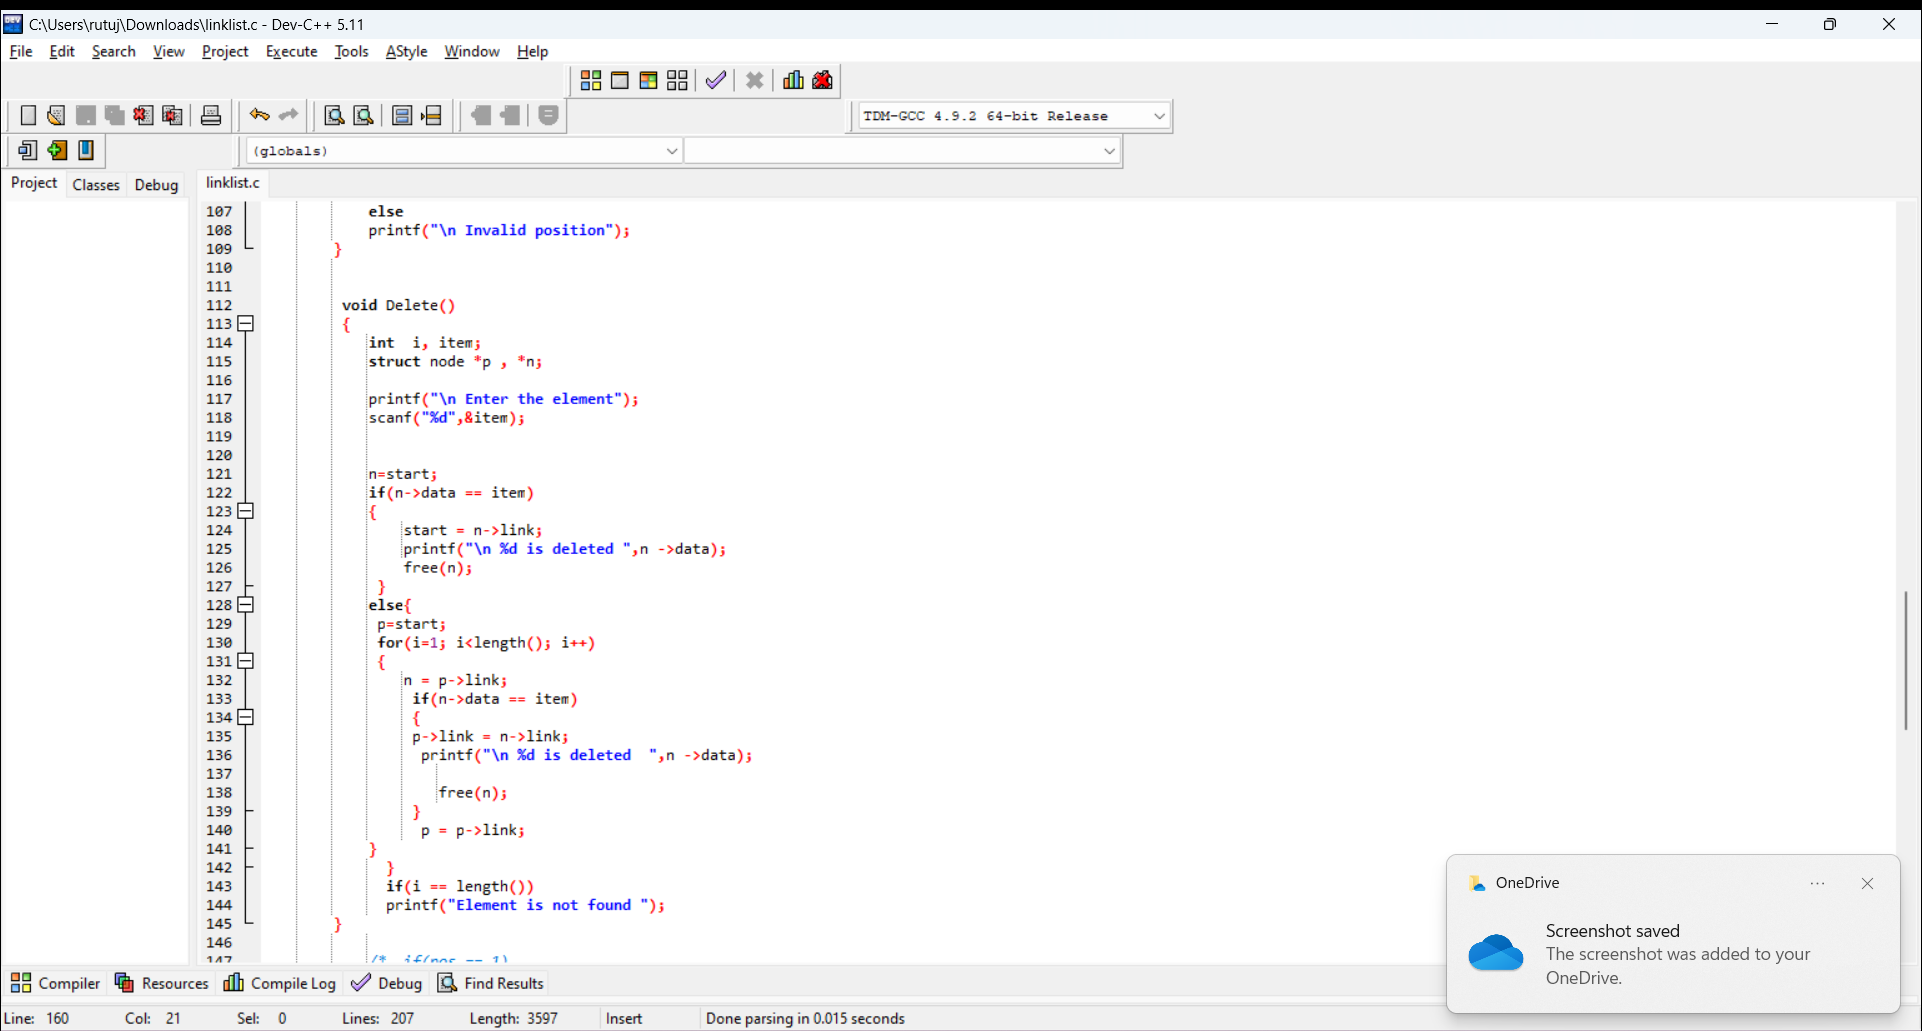 C:\Users\rutuj\Downloads\linklist.c - Dev-C++ 5.11
File Edit Search View Project Execute Tools AStyle Window Help
TDM-GCC 4.9.2 64-bit Release
(globals)
Project Classes Debug linklist.c
107 else
108 printf("\n Invalid position");
109 }
110
111
112 void Delete()
113 {
114 int  i, item;
115 struct node *p , *n;
116
117 printf("\n Enter the element");
118 scanf("%d",&item);
119
120
121 n=start;
122 if(n->data == item)
123 {
124 start = n->link;
125 printf("\n %d is deleted ",n ->data);
126 free(n);
127 }
128 else{
129 p=start;
130 for(i=1; i<length(); i++)
131 {
132 n = p->link;
133 if(n->data == item)
134 {
135 p->link = n->link;
136 printf("\n %d is deleted  ",n ->data);
137
138 free(n);
139 }
140 p = p->link;
141 }
142 }
143 if(i == length())
144 printf("Element is not found ");
145 }
146
147 /*  if(pos == 1)
OneDrive
Screenshot saved
The screenshot was added to your
OneDrive.
Compiler Resources Compile Log Debug Find Results
Line: 160 Col: 21 Sel: 0 Lines: 207 Length: 3597 Insert Done parsing in 0.015 seconds